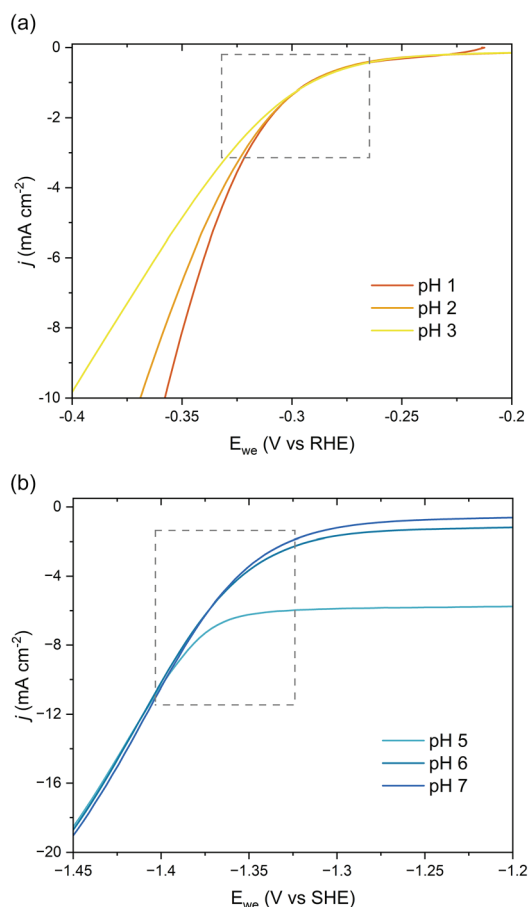 (a)
0
-2
-4
-6
-8
-10
j (mA cm⁻²)
pH 1
pH 2
pH 3
-0.4 -0.35 -0.3 -0.25 -0.2
E_we (V vs RHE)
(b)
0
−4
−8
−12
−16
−20
j (mA cm⁻²)
pH 5
pH 6
pH 7
−1.45 −1.4 −1.35 −1.3 −1.25 −1.2
E_we (V vs SHE)